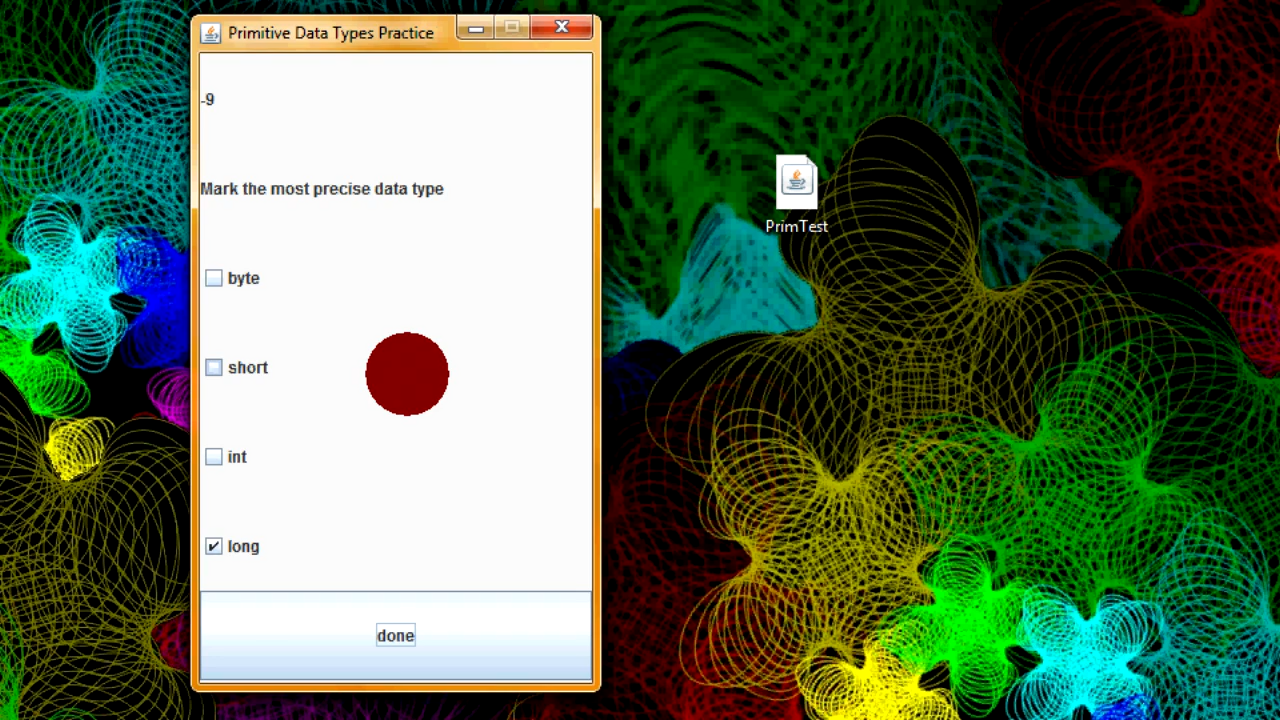 Primitive Data Types Practice
-9
Mark the most precise data type
byte
short
int
long
done
PrimTest